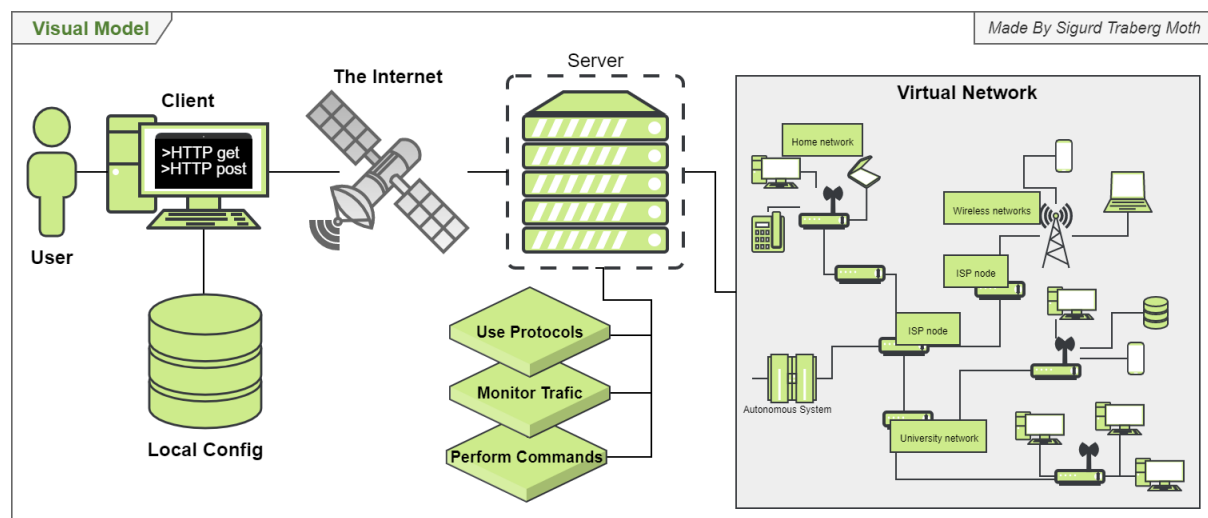 Visual Model
Made By Sigurd Traberg Moth
Server
The Internet
Client
Virtual Network
>HTTP get
>HTTP post
Home network
Wireless networks
User
ISP node
Use Protocols
ISP node
Monitor Trafic
Autonomous System
Local Config
University network
Perform Commands